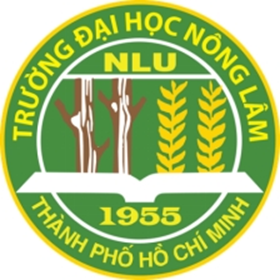 TRƯỜNG ĐẠI HỌC NÔNG LÂM
NLU
1955
THÀNH PHỐ HỒ CHÍ MINH